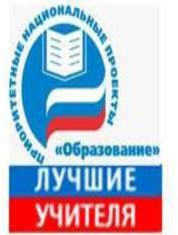 ПРИОРИТЕТНЫЕ НАЦИОНАЛЬНЫЕ ПРОЕКТЫ
«Образование»
ЛУЧШИЕ
УЧИТЕЛЯ